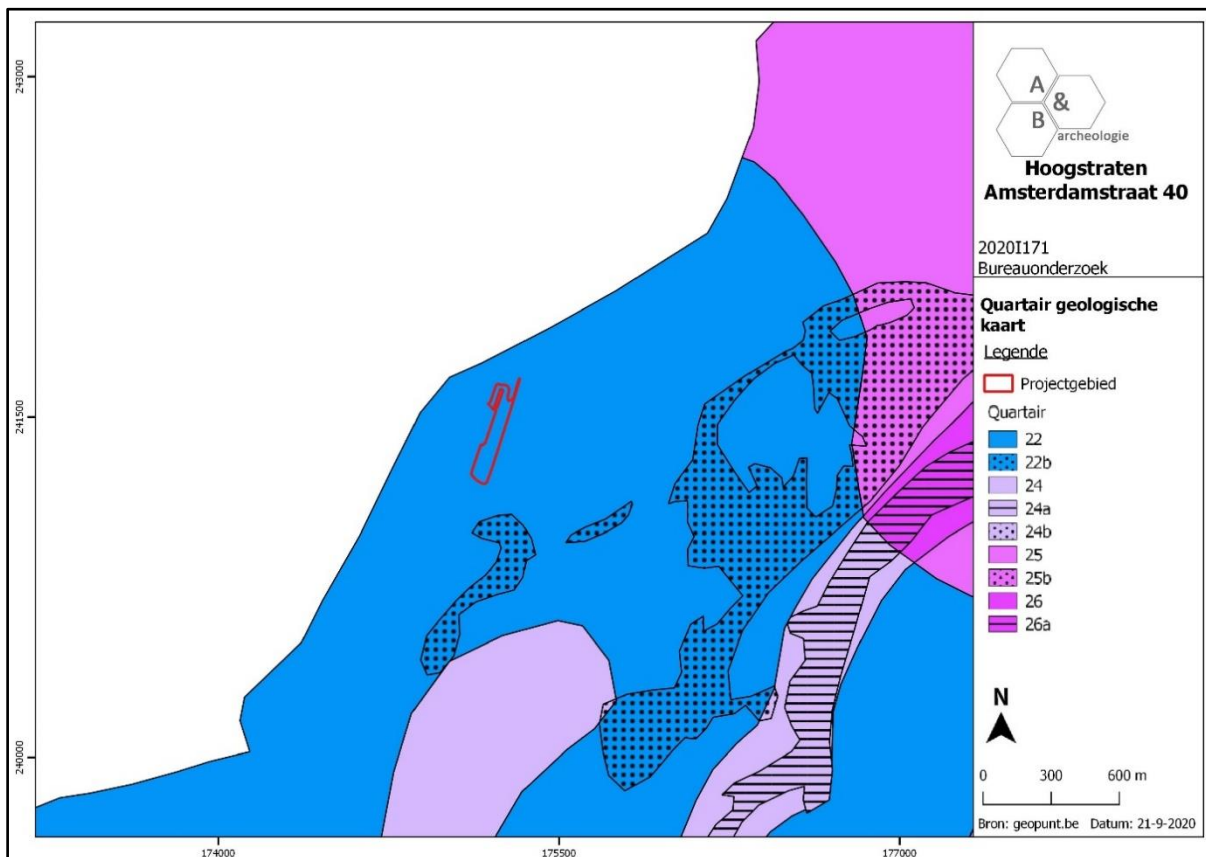 A
&
B
archeologie
Hoogstraten
Amsterdamstraat 40
2020I171
Bureauonderzoek
Quartair geologische
kaart
Legende
Projectgebied
Quartair
22
22b
24
24a
24b
25
25b
26
26a
N
0 300 600 m
Bron: geopunt.be Datum: 21-9-2020
243000
241500
240000
174000 175500 177000